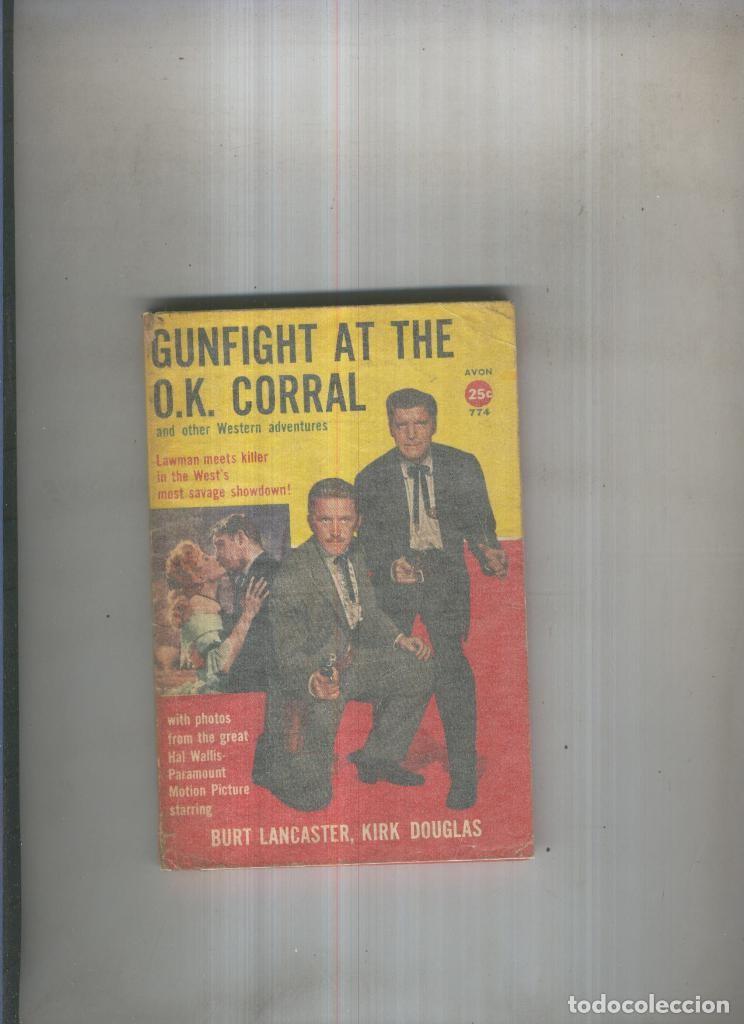 GUNFIGHT AT THE
O.K. CORRAL
and other Western adventures
AVON
25c
774
Lawman meets killer
in the West's
most savage showdown!
with photos
from the great
Hal Wallis-
Paramount
Motion Picture
starring
BURT LANCASTER, KIRK DOUGLAS
todocoleccion